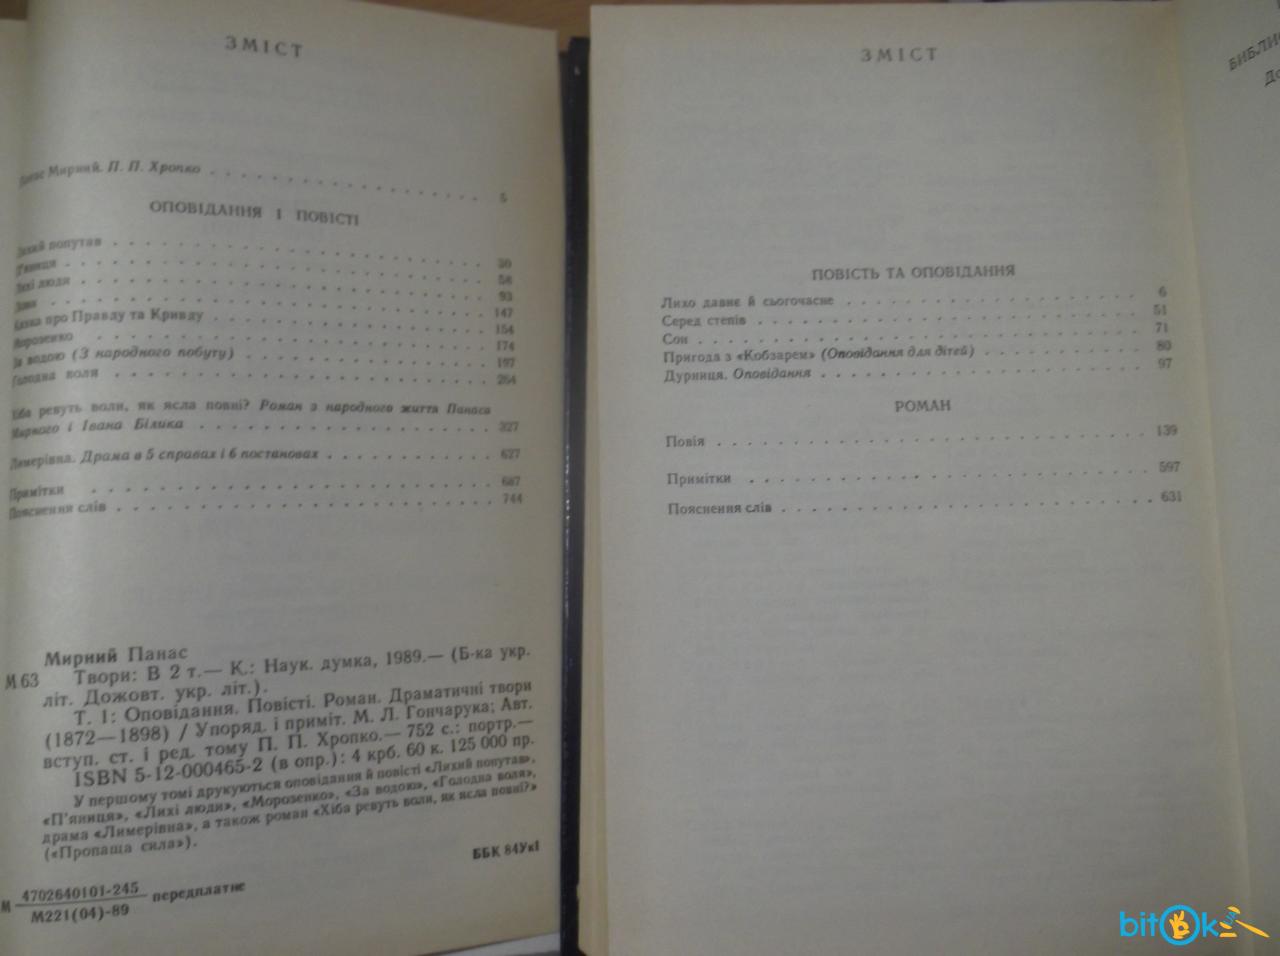 ЗМІСТ
Панас Мирний. П. П. Хропко 5
ОПОВІДАННЯ І ПОВІСТІ
Лихий попутав 30
П'яниця 58
Лихі люди 93
147
Казка про Правду та Кривду 154
Морозенко 174
За водою (З народного побуту) 197
Голодна воля 264
Хіба ревуть воли, як ясла повні? Роман з народного життя Панаса
Мирного і Івана Білика 327
Лимерівна. Драма в 5 справах і 6 постановах 627
Примітки 687
Пояснення слів 744
Мирний Панас
М 63 Твори: В 2 т.— К.: Наук. думка, 1989.— (Б-ка укр.
літ. Дожовт. укр. літ.).
Т. 1: Оповідання. Повісті. Роман. Драматичні твори
(1872—1898) / Упоряд. і приміт. М. Л. Гончарука; Авт.
вступ. ст. і ред. тому П. П. Хропко.— 752 с.: портр.—
ISBN 5-12-000465-2 (в опр.): 4 крб. 60 к. 125 000 пр.
У першому томі друкуються оповідання й повісті «Лихий попутав»,
«П'яниця», «Лихі люди», «Морозенко», «За водою», «Голодна воля»,
драма «Лимерівна», а також роман «Хіба ревуть воли, як ясла повні?»
(«Пропаща сила»).
ББК 84Ук1
М 4702640101-245 передплатне
М221(04)-89
ЗМІСТ
ПОВІСТЬ ТА ОПОВІДАННЯ
Лихо давнє й сьогочасне 6
Серед степів 51
Сон 71
Пригода з «Кобзарем» (Оповідання для дітей) 80
Дурниця. Оповідання 97
РОМАН
Повія 139
Примітки 597
Пояснення слів 631